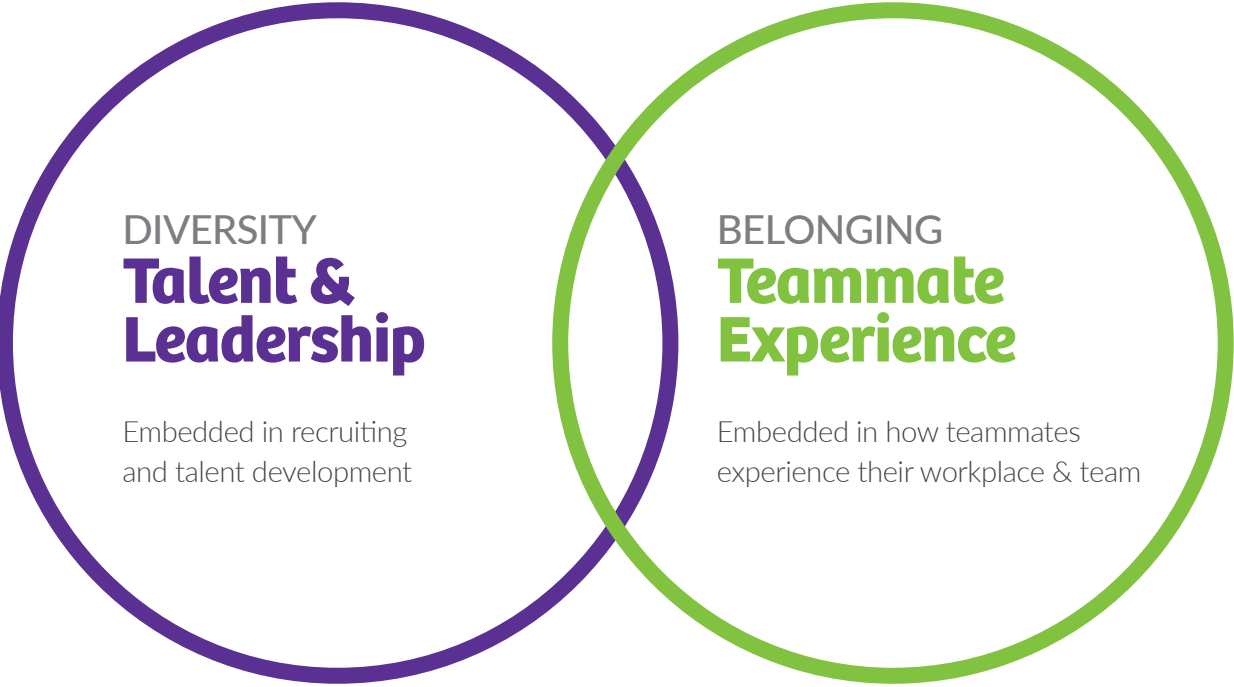 DIVERSITY
Talent &
Leadership
Embedded in recruiting
and talent development
BELONGING
Teammate
Experience
Embedded in how teammates
experience their workplace & team